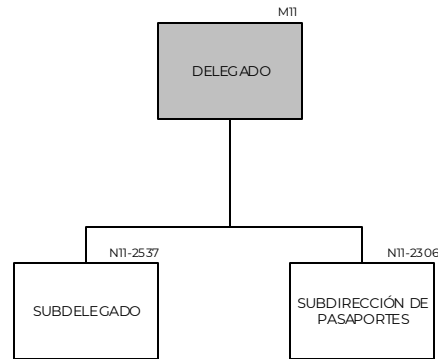 M11
DELEGADO
N11-2537
N11-2306
SUBDELEGADO
SUBDIRECCIÓN DE
PASAPORTES